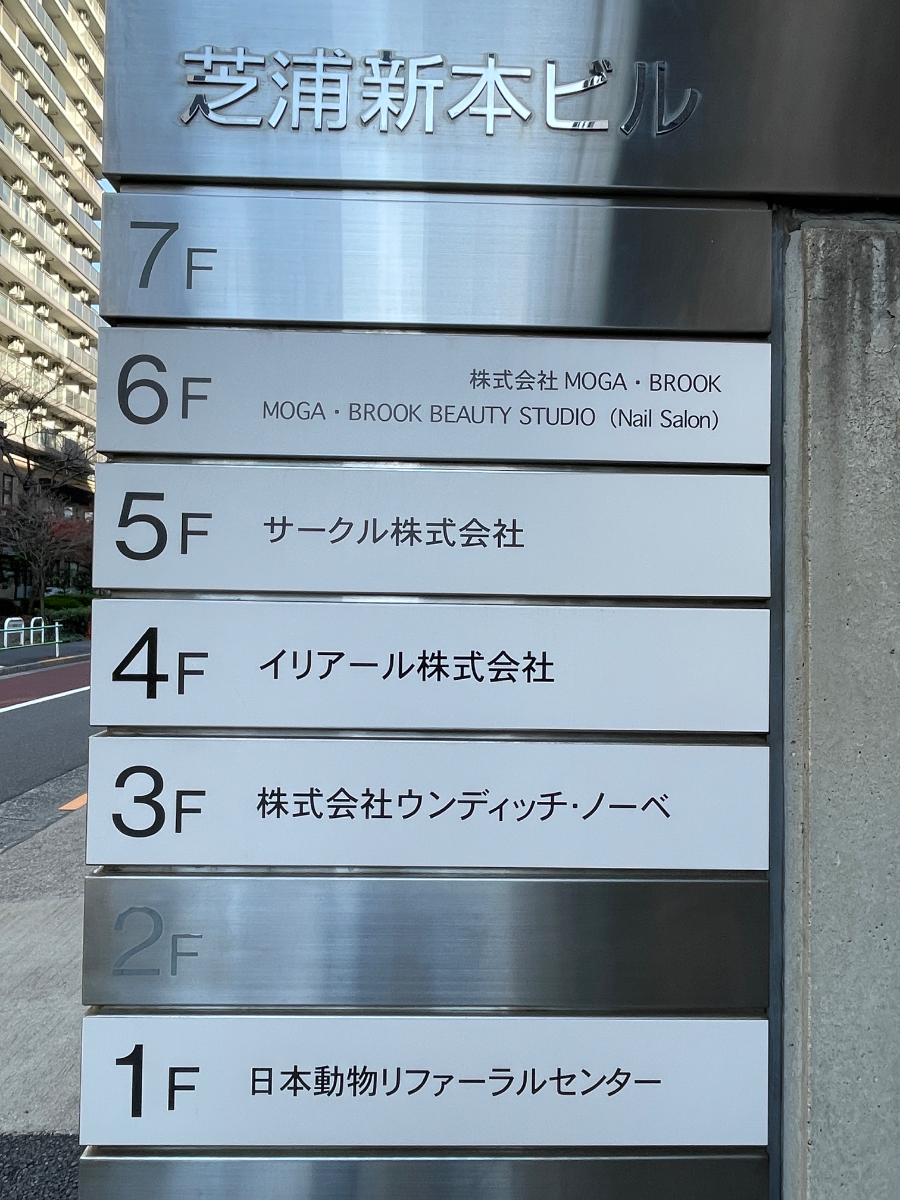 芝浦新本ビル
7F
6F 株式会社 MOGA・BROOK
MOGA・BROOK BEAUTY STUDIO (Nail Salon)
5F サークル株式会社
4F イリアール株式会社
3F 株式会社ウンディッチ・ノーベ
2F
1F 日本動物リファーラルセンター